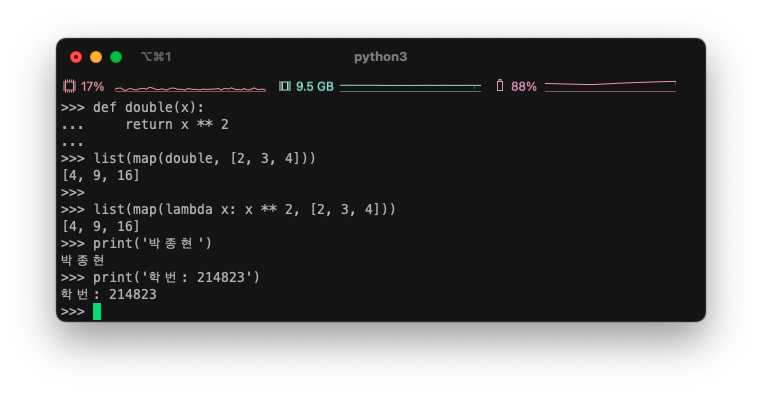 ⌥⌘1 python3
17% 9.5 GB 88%
>>> def double(x):
...     return x ** 2
...
>>> list(map(double, [2, 3, 4]))
[4, 9, 16]
>>>
>>> list(map(lambda x: x ** 2, [2, 3, 4]))
[4, 9, 16]
>>> print('박종현')
박종현
>>> print('학번: 214823')
학번: 214823
>>>